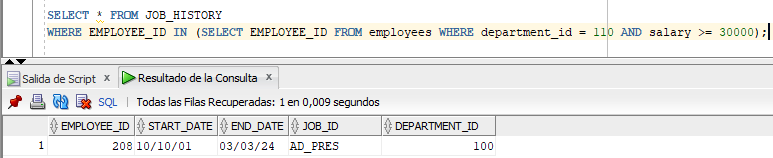 SELECT * FROM JOB_HISTORY
WHERE EMPLOYEE_ID IN (SELECT EMPLOYEE_ID FROM employees WHERE department_id = 110 AND salary >= 30000);
Salida de Script x Resultado de la Consulta x
SQL | Todas las Filas Recuperadas: 1 en 0,009 segundos
EMPLOYEE_ID START_DATE END_DATE JOB_ID DEPARTMENT_ID
1 208 10/10/01 03/03/24 AD_PRES 100